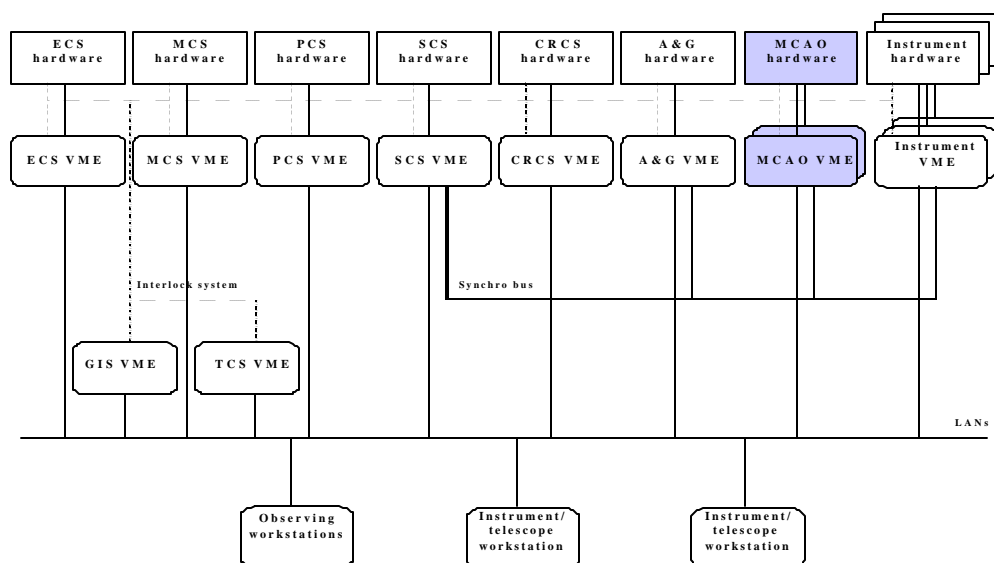 ECS
hardware
MCS
hardware
PCS
hardware
SCS
hardware
CRCS
hardware
A&G
hardware
MCAO
hardware
Instrument
hardware
ECS VME
MCS VME
PCS VME
SCS VME
CRCS VME
A&G VME
MCAO VME
Instrument
VME
Interlock system
Synchro bus
GIS VME
TCS VME
LANs
Observing
workstations
Instrument/
telescope
workstation
Instrument/
telescope
workstation